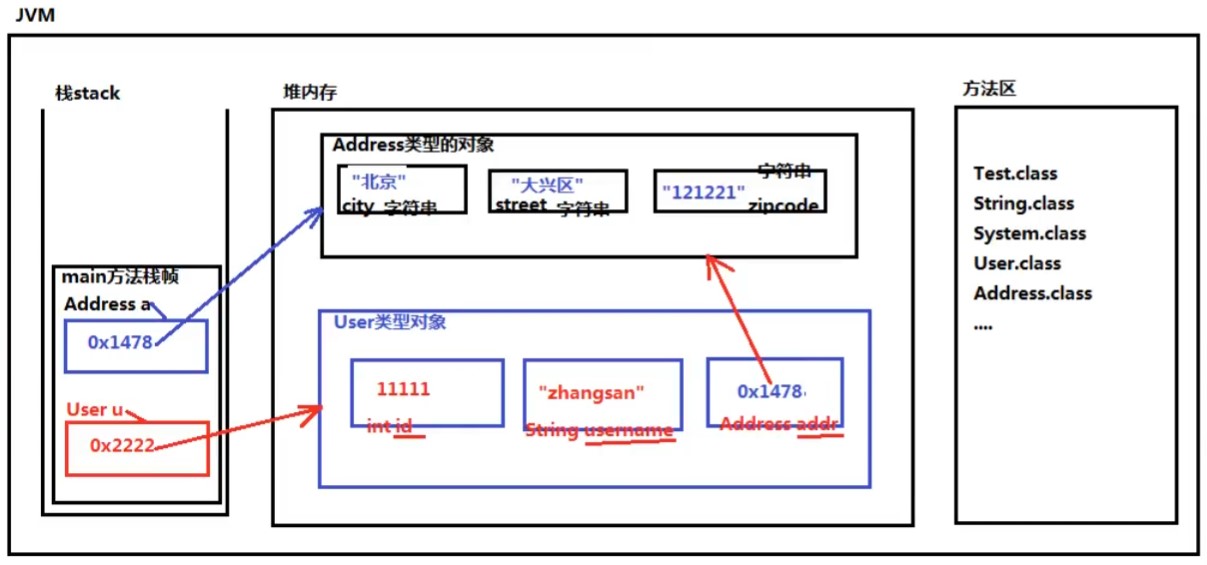 JVM
栈stack
堆内存
方法区
Address类型的对象
"北京"
city 字符串
"大兴区"
street 字符串
字符串
"121221"
zipcode
main方法栈帧
Address a
0x1478
User u
0x2222
User类型对象
11111
int id
"zhangsan"
String username
0x1478
Address addr
Test.class
String.class
System.class
User.class
Address.class
....